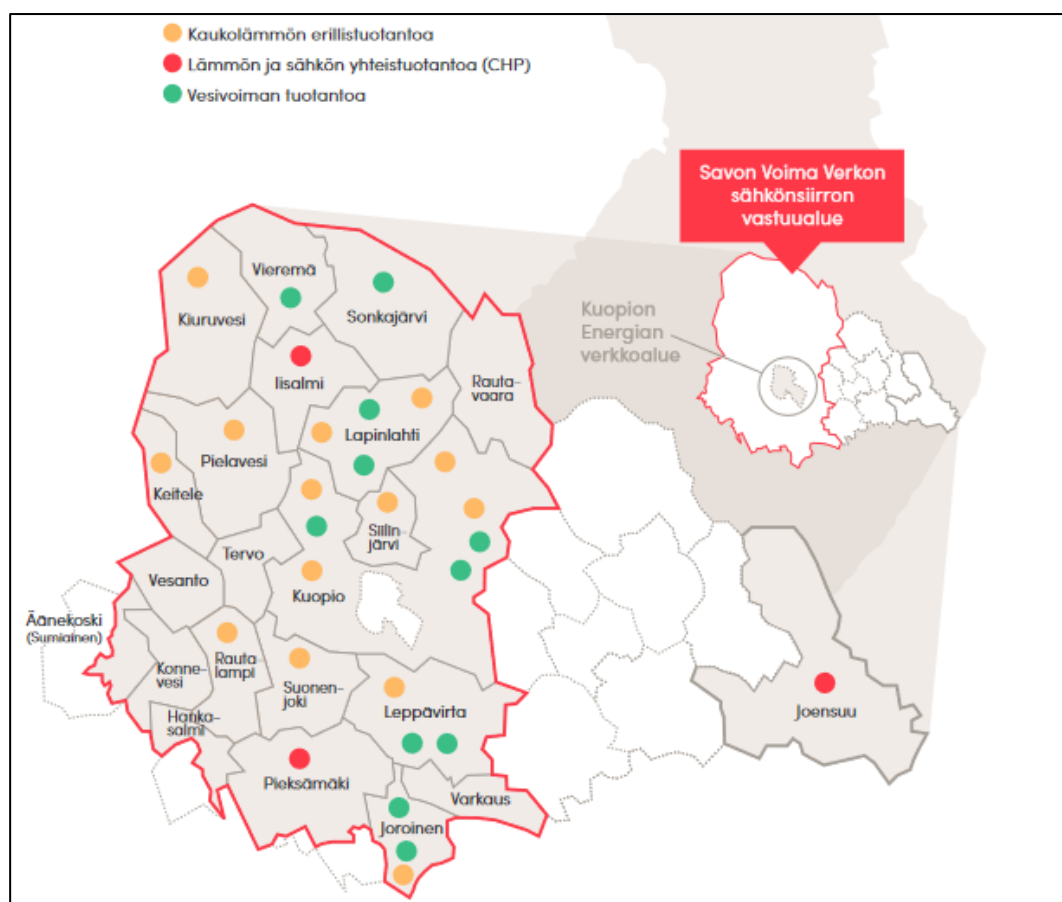 Kaukolämmön erillistuotantoa
Lämmön ja sähkön yhteistuotantoa (CHP)
Vesivoiman tuotantoa
Savon Voima Verkon
sähkönsiirron
vastuualue
Kuopion
Energian
verkkoalue
Vieremä
Kiuruvesi
Sonkajärvi
Iisalmi
Rauta-
vaara
Lapinlahti
Pielavesi
Keitele
Siilin-
järvi
Tervo
Vesanto
Kuopio
Äänekoski
(Sumiainen)
Konne-
vesi
Rauta-
lampi
Suonen-
joki
Leppävirta
Hanka-
salmi
Pieksämäki
Varkaus
Joroinen
Joensuu